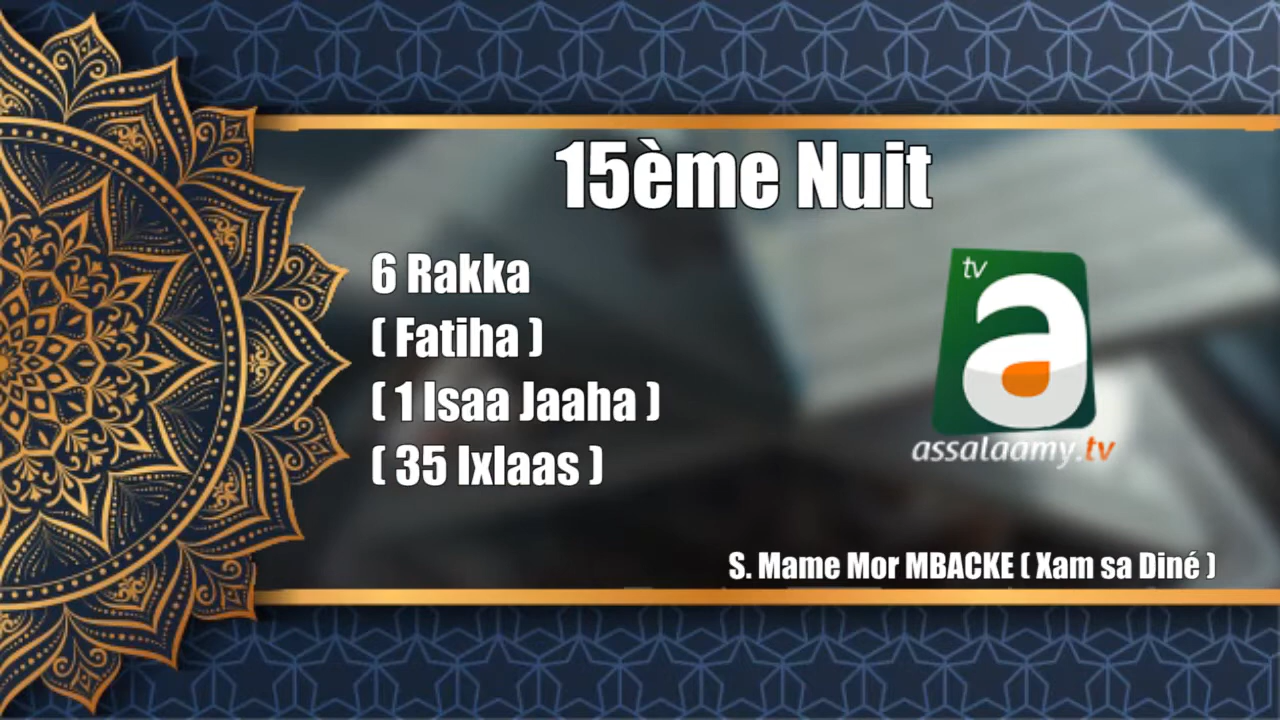 15ème Nuit
6 Rakka
( Fatiha )
( 1 Isaa Jaaha )
( 35 Ixlaas )
tv
a
assalaamy.tv
S. Mame Mor MBACKE ( Xam sa Diné )